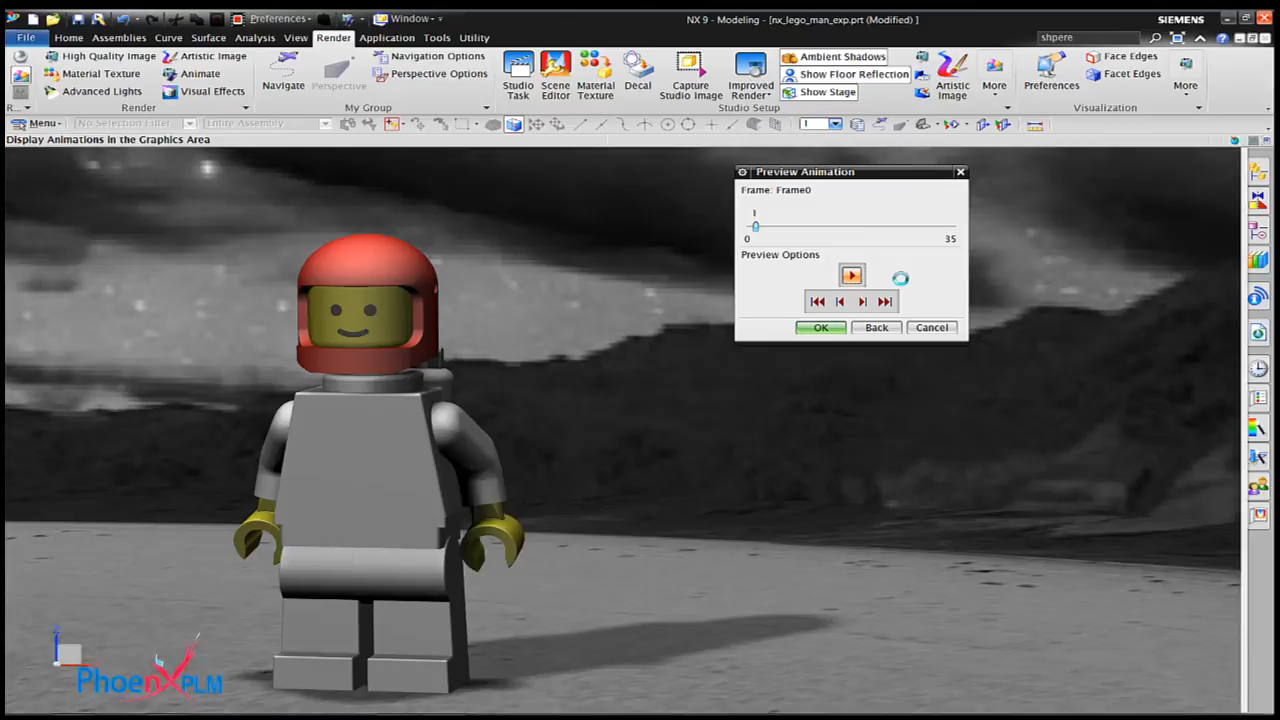 Preferences
Window
NX 9 - Modeling - [nx_lego_man_exp.prt (Modified) ]
SIEMENS
File Home Assemblies Curve Surface Analysis View Render Application Tools Utility
shpere
High Quality Image
Material Texture
Advanced Lights
Artistic Image
Animate
Visual Effects
Render
Navigate
Perspective
Navigation Options
Perspective Options
My Group
Studio Task
Scene Editor
Material Texture
Decal
Capture Studio Image
Improved Render
Ambient Shadows
Show Floor Reflection
Show Stage
Artistic Image
More
Studio Setup
Preferences
Face Edges
Facet Edges
More
Visualization
R...
Menu
No Selection Filter
Entire Assembly
1
Display Animations in the Graphics Area
Preview Animation
Frame: Frame0
1
0 35
Preview Options
OK Back Cancel
Z
PhoenXPLM